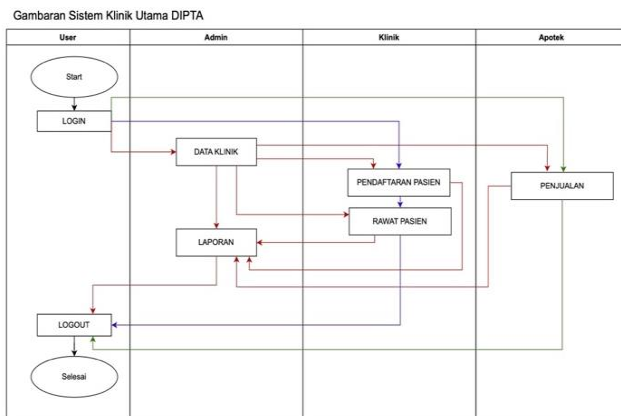 Gambaran Sistem Klinik Utama DIPTA
User
Admin
Klinik
Apotek
Start
LOGIN
DATA KLINIK
PENDAFTARAN PASIEN
PENJUALAN
RAWAT PASIEN
LAPORAN
LOGOUT
Selesai